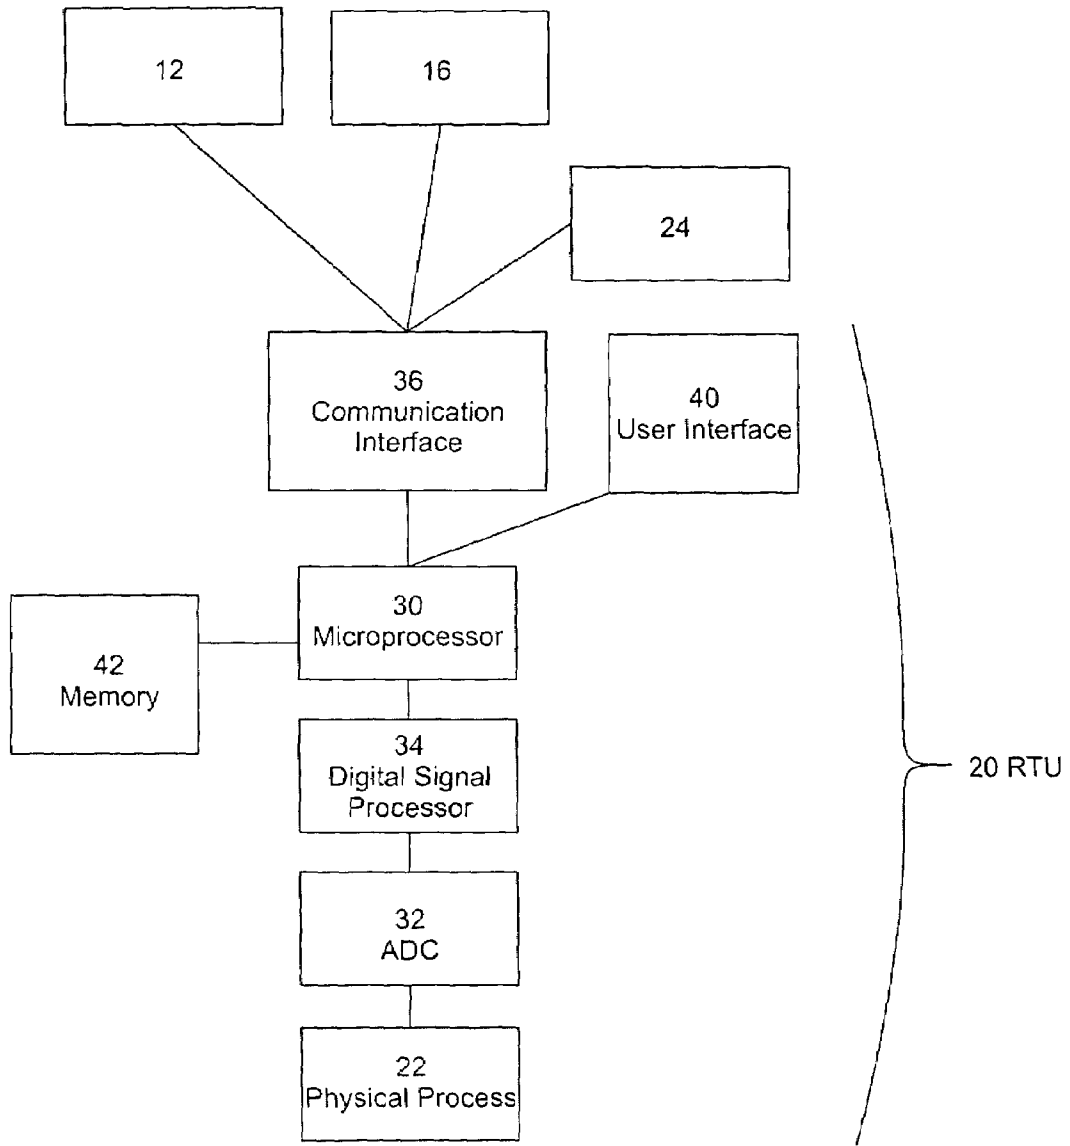 12
16
24
36
Communication
Interface
40
User Interface
30
Microprocessor
42
Memory
34
Digital Signal
Processor
20 RTU
32
ADC
22
Physical Process